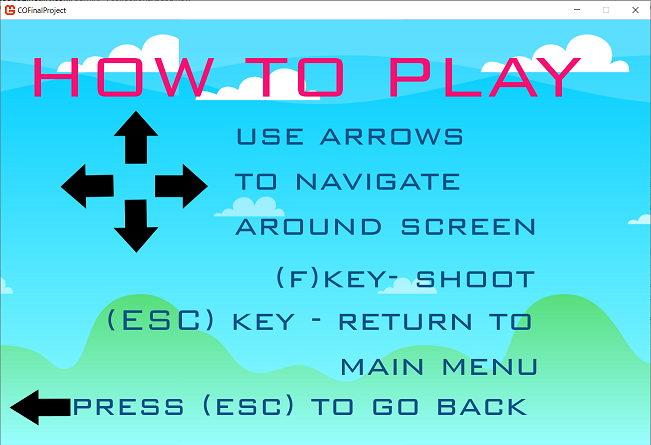 COFinalProject
HOW TO PLAY
USE ARROWS
TO NAVIGATE
AROUND SCREEN
(F)KEY- SHOOT
(ESC) KEY - RETURN TO
MAIN MENU
PRESS (ESC) TO GO BACK